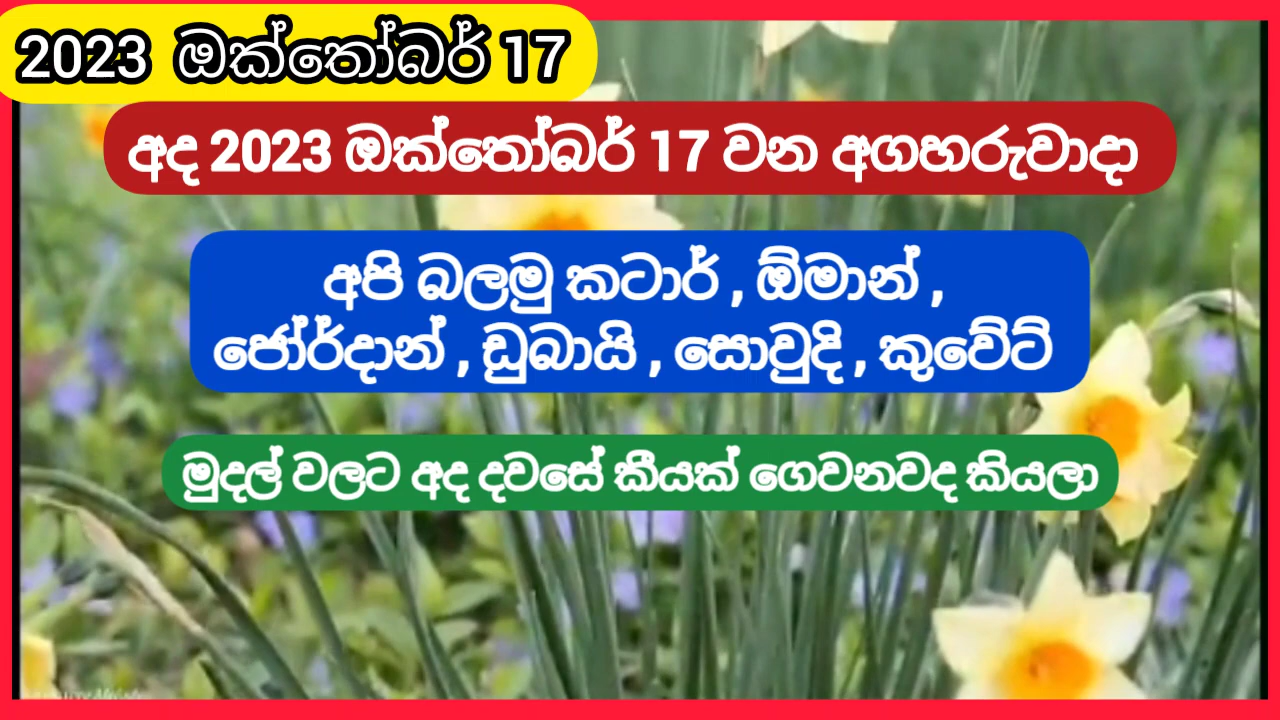 2023 ඔක්තෝබර් 17
අද 2023 ඔක්තෝබර් 17 වන අගහරුවාදා
අපි බලමු කටාර් , ඕමාන් ,
ජෝර්දාන් , ඩුබායි , සොවුදි , කුවේට්
මුදල් වලට අද දවසේ කීයක් ගෙවනවද කියලා